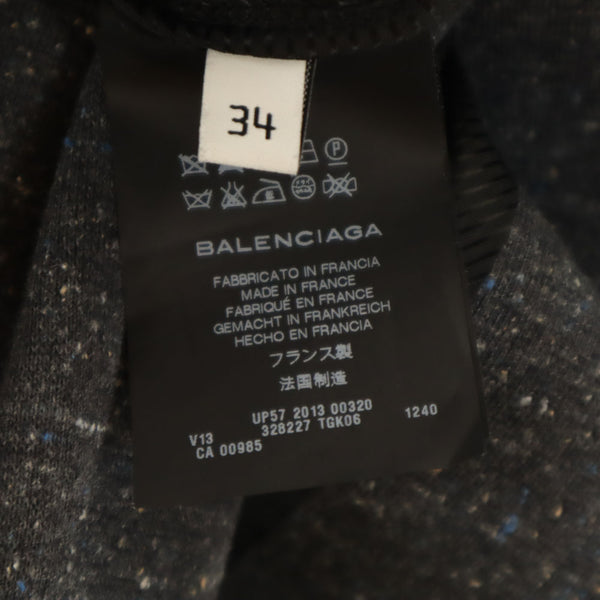 34
P
BALENCIAGA
FABBRICATO IN FRANCIA
MADE IN FRANCE
FABRIQUÉ EN FRANCE
GEMACHT IN FRANKREICH
HECHO EN FRANCIA
フランス製
法国制造
UP57 2013 00320
V13 328227 TGK06 1240
CA 00985